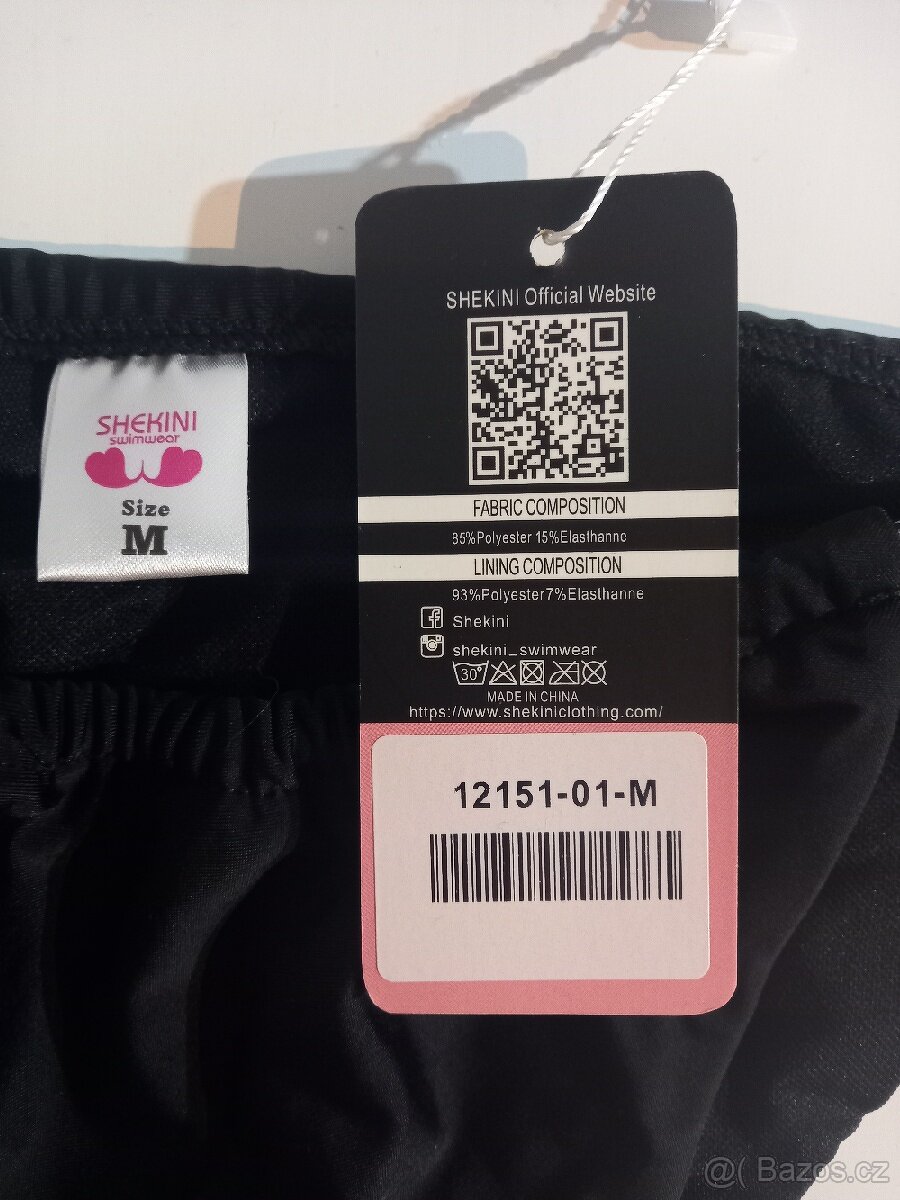 SHEKINI
swimwear
Size
M
SHEKINI Official Website
FABRIC COMPOSITION
85%Polyester 15%Elasthanne
LINING COMPOSITION
93%Polyester7%Elasthanne
Shekini
shekini_swimwear
30°
MADE IN CHINA
https://www.shekiniclothing.com/
12151-01-M
@( Bazos.cz